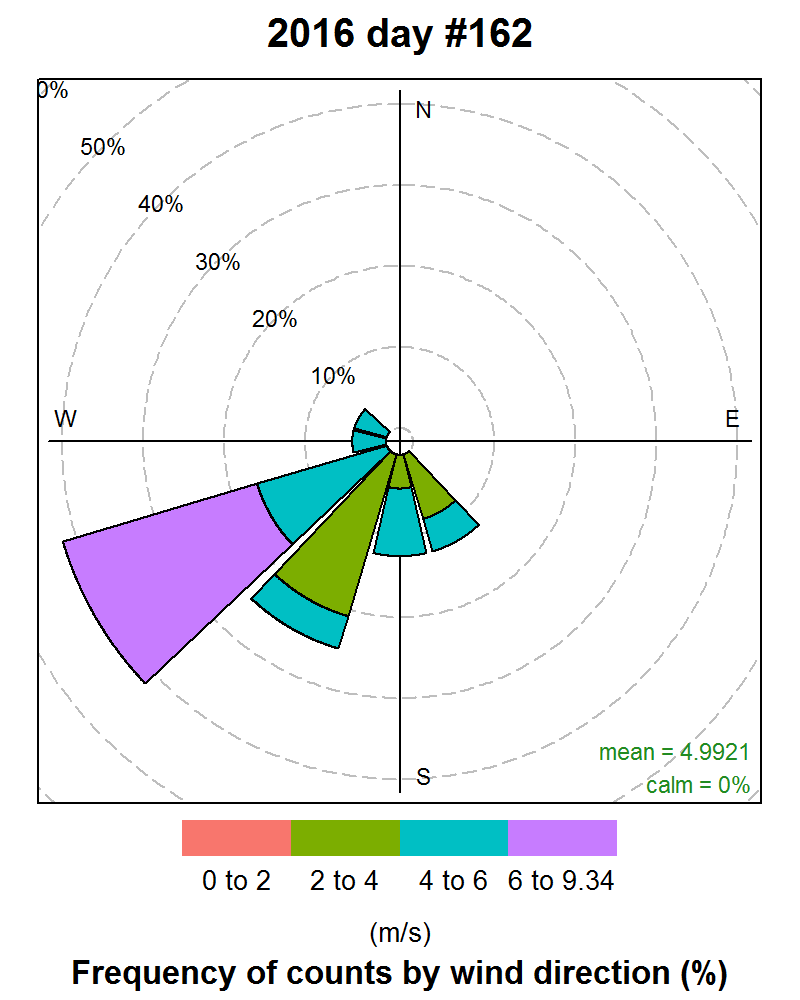 2016 day #162
0%
N
50%
40%
30%
20%
10%
W
E
mean = 4.9921
S
calm = 0%
0 to 2
2 to 4
4 to 6
6 to 9.34
(m/s)
Frequency of counts by wind direction (%)